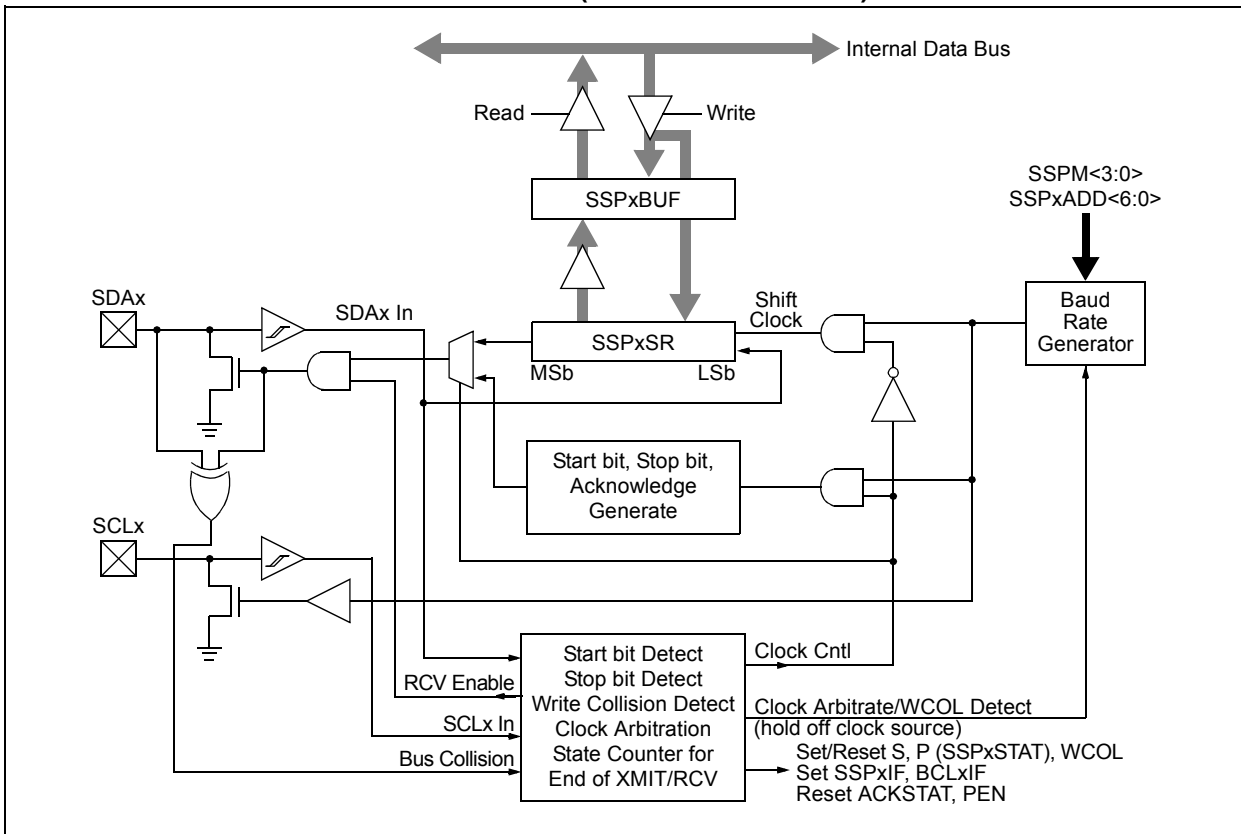 Internal Data Bus
Read
Write
SSPxBUF
SSPM<3:0>
SSPxADD<6:0>
SDAx
SDAx In
Shift
Clock
SSPxSR
MSb
LSb
Baud
Rate
Generator
Start bit, Stop bit,
Acknowledge
Generate
SCLx
Start bit Detect
Stop bit Detect
Write Collision Detect
Clock Arbitration
State Counter for
End of XMIT/RCV
RCV Enable
SCLx In
Bus Collision
Clock Cntl
Clock Arbitrate/WCOL Detect
(hold off clock source)
Set/Reset S, P (SSPxSTAT), WCOL
Set SSPxIF, BCLxIF
Reset ACKSTAT, PEN